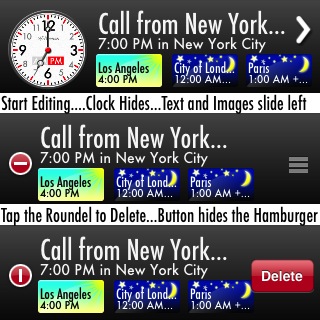 Call from New York...
7:00 PM in New York City
PM
Los Angeles
4:00 PM
City of Lond...
12:00 AM...
Paris
1:00 AM +...
Start Editing....Clock Hides...Text and Images slide left
Call from New York...
7:00 PM in New York City
Los Angeles
4:00 PM
City of Lon...
12:00 AM...
Paris
1:00 AM +...
Tap the Roundel to Delete...Button hides the Hamburger
Call from New York...
7:00 PM in New York City
Los Angeles
4:00 PM
City of Lon...
12:00 AM...
Paris
1:00 AM +...
Delete